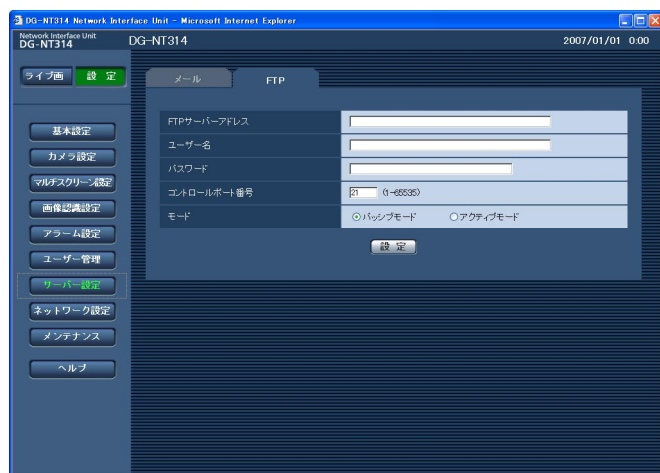 DG-NT314 Network Interface Unit - Microsoft Internet Explorer
Network Interface Unit
DG-NT314
DG-NT314
2007/01/01 0:00
ライブ画 設 定
メール FTP
FTPサーバーアドレス
ユーザー名
パスワード
コントロールポート番号 21 (1-65535)
モード パッシブモード アクティブモード
設 定
基本設定
カメラ設定
マルチスクリーン設定
画像認識設定
アラーム設定
ユーザー管理
サーバー設定
ネットワーク設定
メンテナンス
ヘルプ